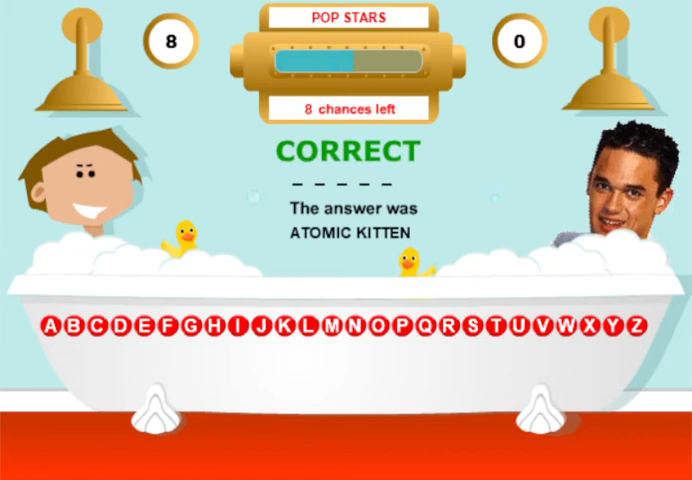 POP STARS
8
0
8 chances left
CORRECT
_ _ _ _ _
The answer was
ATOMIC KITTEN
A B C D E F G H I J K L M N O P Q R S T U V W X Y Z